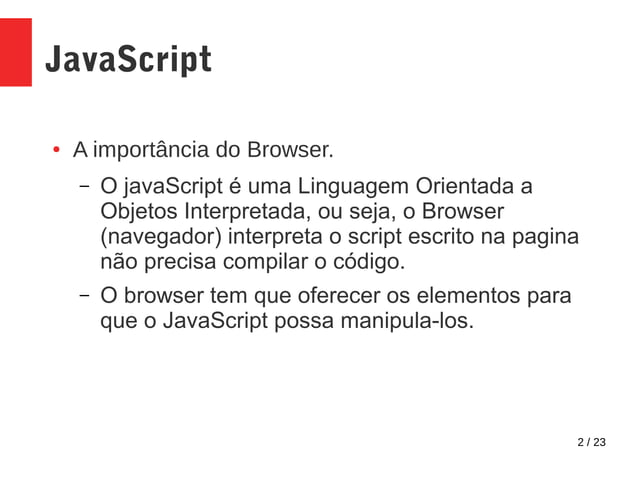 JavaScript
● A importância do Browser.
– O javaScript é uma Linguagem Orientada a
Objetos Interpretada, ou seja, o Browser
(navegador) interpreta o script escrito na pagina
não precisa compilar o código.
– O browser tem que oferecer os elementos para
que o JavaScript possa manipula-los.
2 / 23